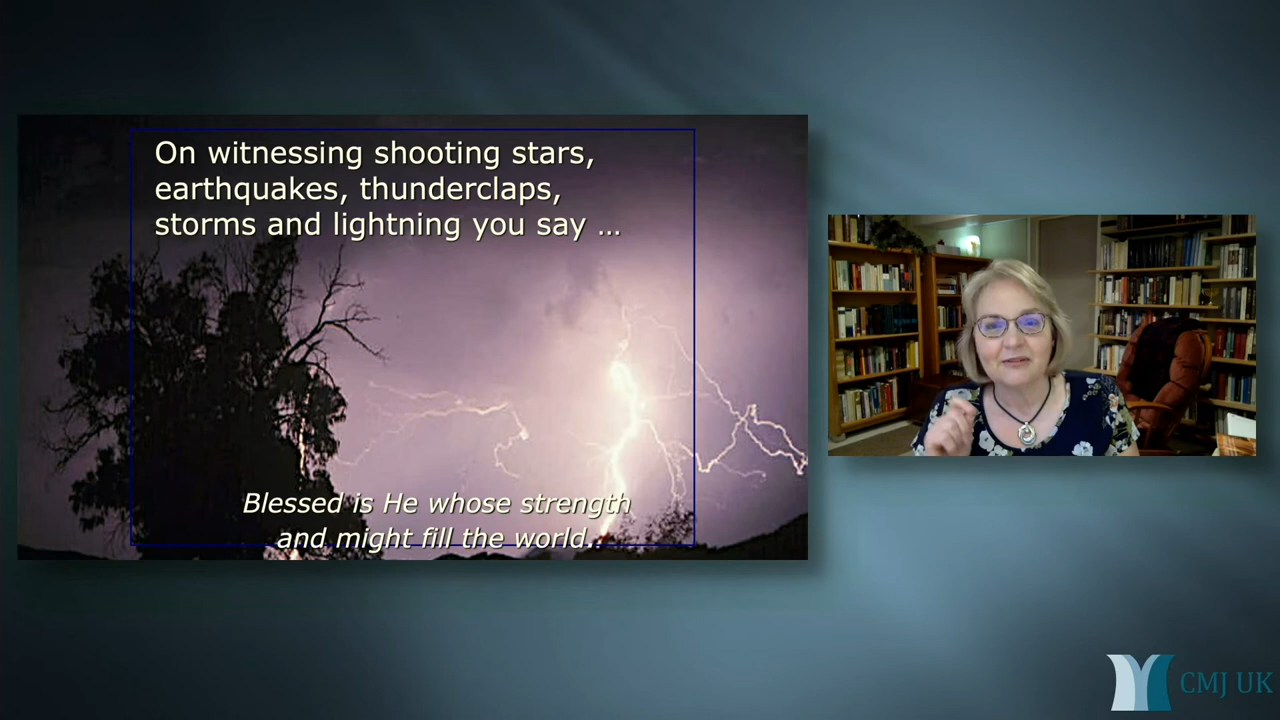 On witnessing shooting stars,
earthquakes, thunderclaps,
storms and lightning you say ...
Blessed is He whose strength
and might fill the world..
CMJ UK